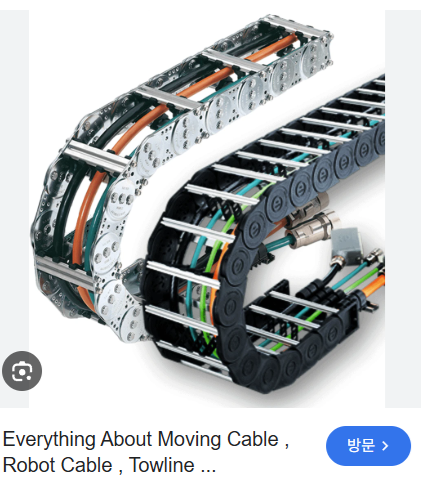 Everything About Moving Cable ,
Robot Cable , Towline ...
방문